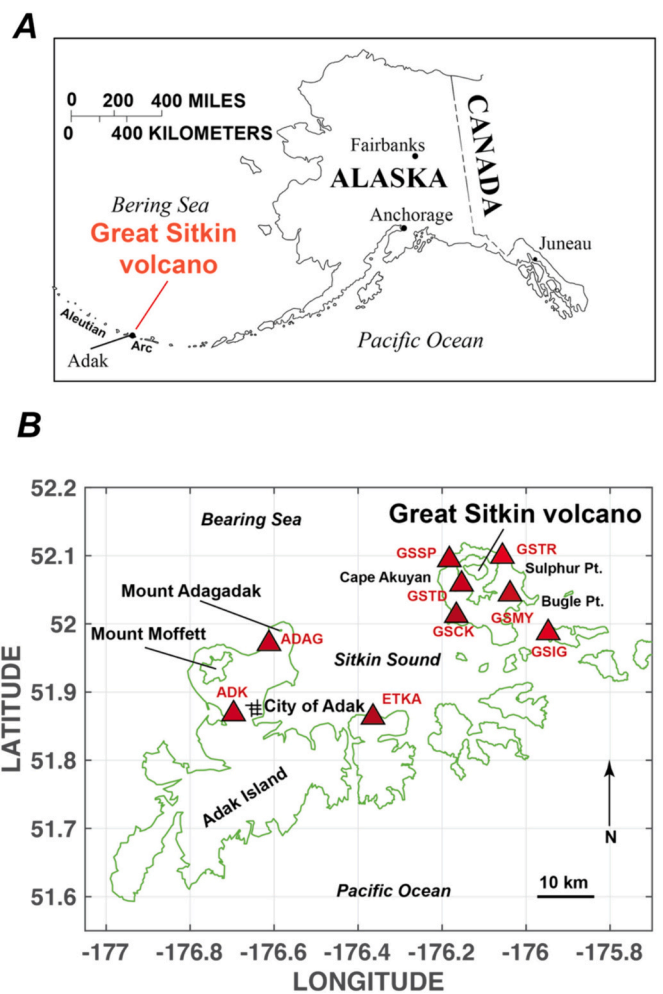 A
0 200 400 MILES
0 400 KILOMETERS
CANADA
Fairbanks
ALASKA
Bering Sea
Anchorage
Great Sitkin
volcano
Juneau
Aleutian
Arc
Pacific Ocean
Adak
B
52.2
52.1
52
51.9
51.8
51.7
51.6
LATITUDE
Bearing Sea
Great Sitkin volcano
GSSP
GSTR
Cape Akuyan
Sulphur Pt.
GSTD
Mount Adagadak
Bugle Pt.
GSMY
GSCK
Mount Moffett
ADAG
Sitkin Sound
GSIG
ADK
City of Adak
ETKA
Adak Island
N
Pacific Ocean
10 km
-177 -176.8 -176.6 -176.4 -176.2 -176 -175.8
LONGITUDE